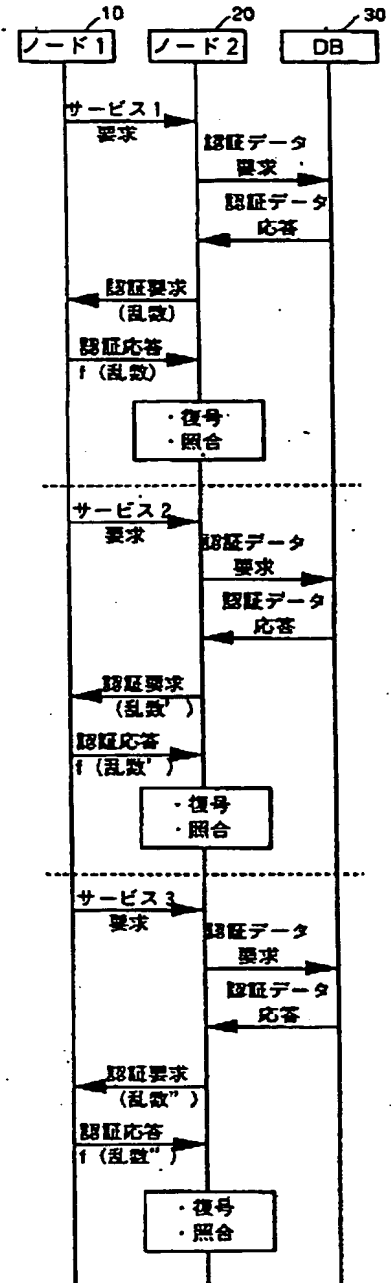 10
20
30
ノード1
ノード2
DB
サービス1
要求
認証データ
要求
認証データ
応答
認証要求
(乱数)
認証応答
f (乱数)
・復号
・照合
サービス2
要求
認証データ
要求
認証データ
応答
認証要求
(乱数')
認証応答
f (乱数')
・復号
・照合
サービス3
要求
認証データ
要求
認証データ
応答
認証要求
(乱数")
認証応答
f (乱数")
・復号
・照合